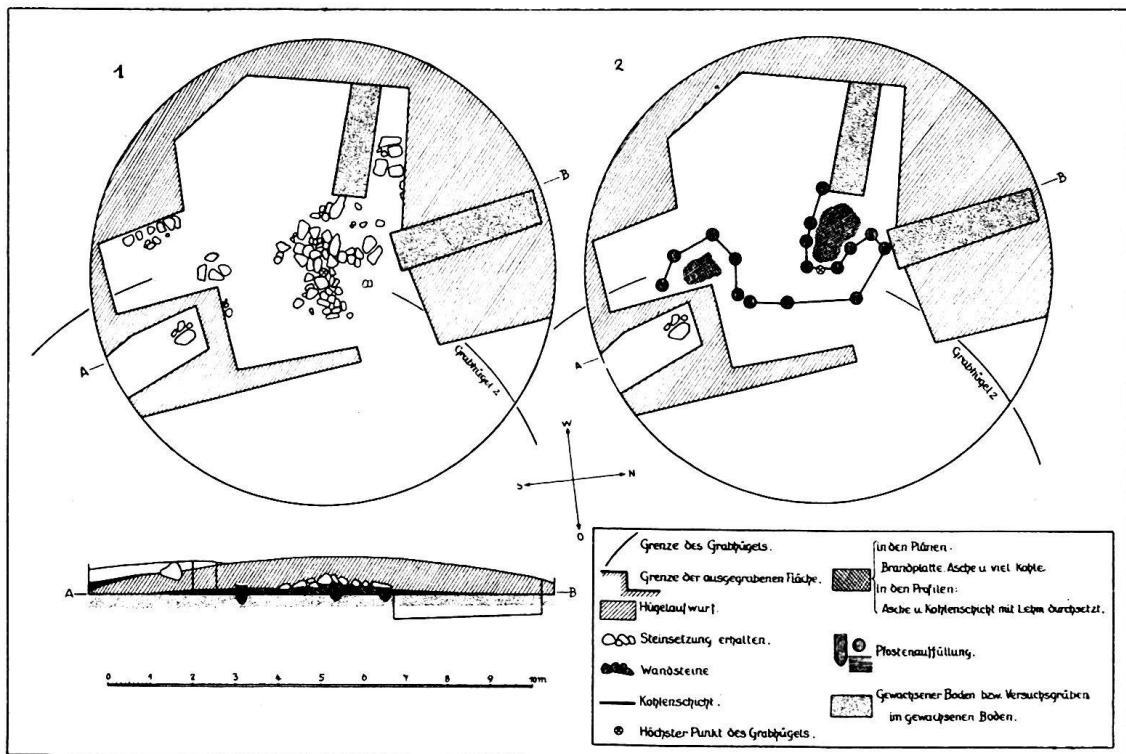 1
2
B
B
A
A
Grabhügel 2
Grabhügel 2
W
S
N
O
A
B
0 1 2 3 4 5 6 7 8 9 10m
Grenze des Grabhügels.
Grenze der ausgegrabenen Fläche.
Hügelaufwurf.
Steinsetzung erhalten.
Wandsteine
Kohlenschicht.
Höchster Punkt des Grabhügels.
in den Plänen.
Brandplatte. Asche u viel Kohle.
in den Profilen:
Asche u Kohlenschicht mit Lehm durchsetzt.
Pfostenauffüllung.
Gewachsener Boden bzw. Versuchsgräben
im gewachsenen Boden.